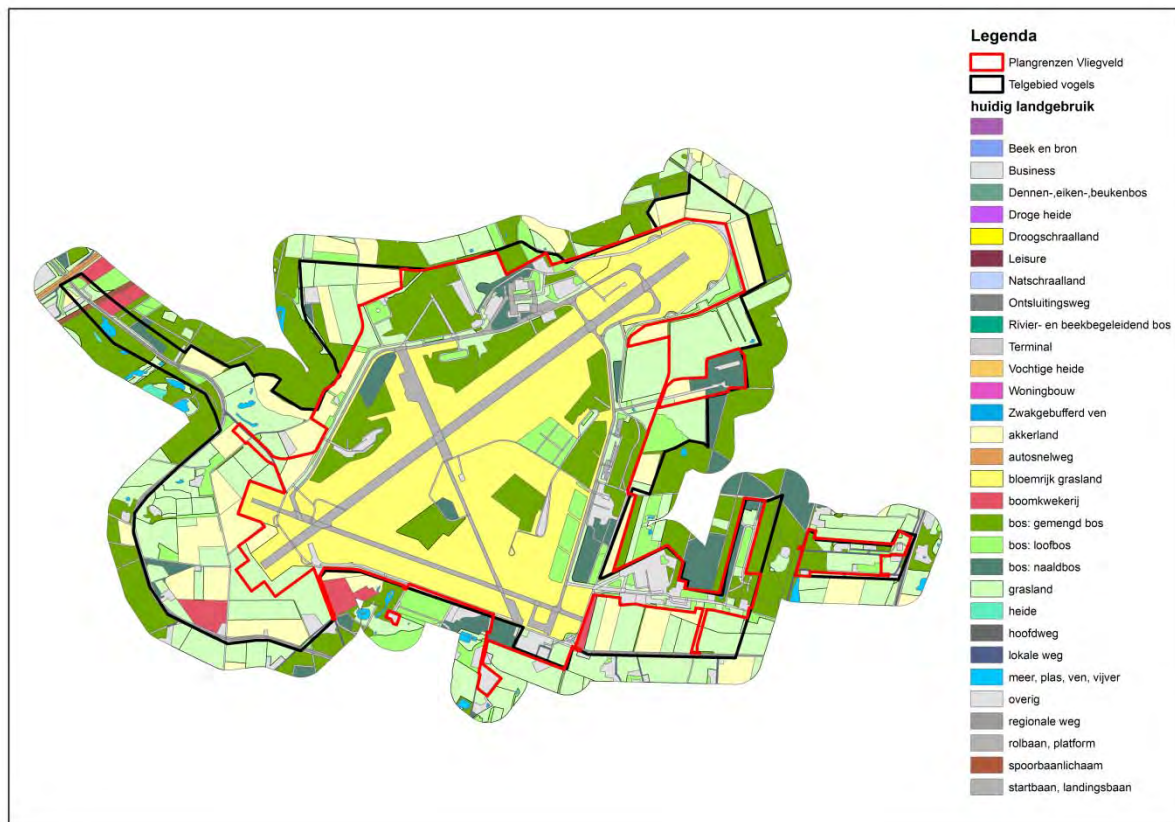 Legenda
Plangrenzen Vliegveld
Telgebied vogels
huidig landgebruik
Beek en bron
Business
Dennen-,eiken-,beukenbos
Droge heide
Droogschraalland
Leisure
Natschraalland
Ontsluitingsweg
Rivier- en beekbegeleidend bos
Terminal
Vochtige heide
Woningbouw
Zwakgebufferd ven
akkerland
autosnelweg
bloemrijk grasland
boomkwekerij
bos: gemengd bos
bos: loofbos
bos: naaldbos
grasland
heide
hoofdweg
lokale weg
meer, plas, ven, vijver
overig
regionale weg
rolbaan, platform
spoorbaanlichaam
startbaan, landingsbaan